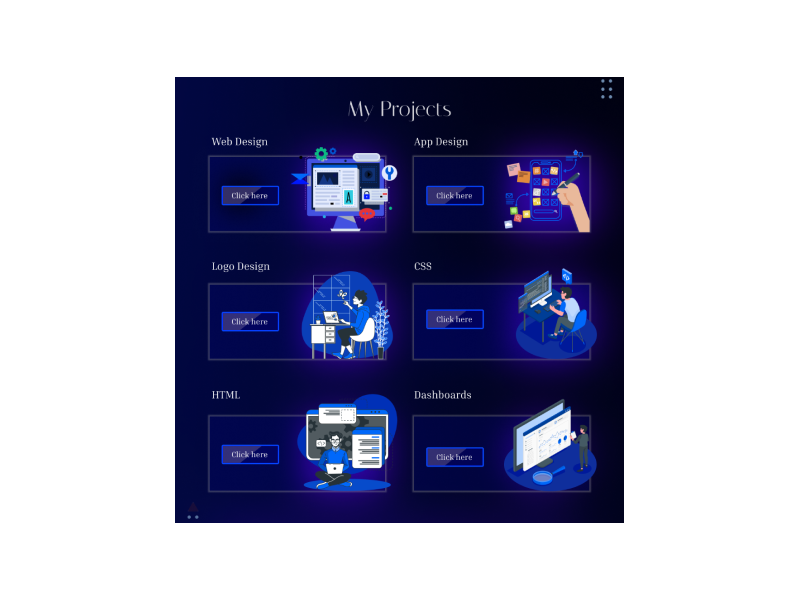 My Projects
Web Design
App Design
Click here
Click here
A
Logo Design
CSS
Click here
Click here
HTML
Dashboards
Click here
Click here